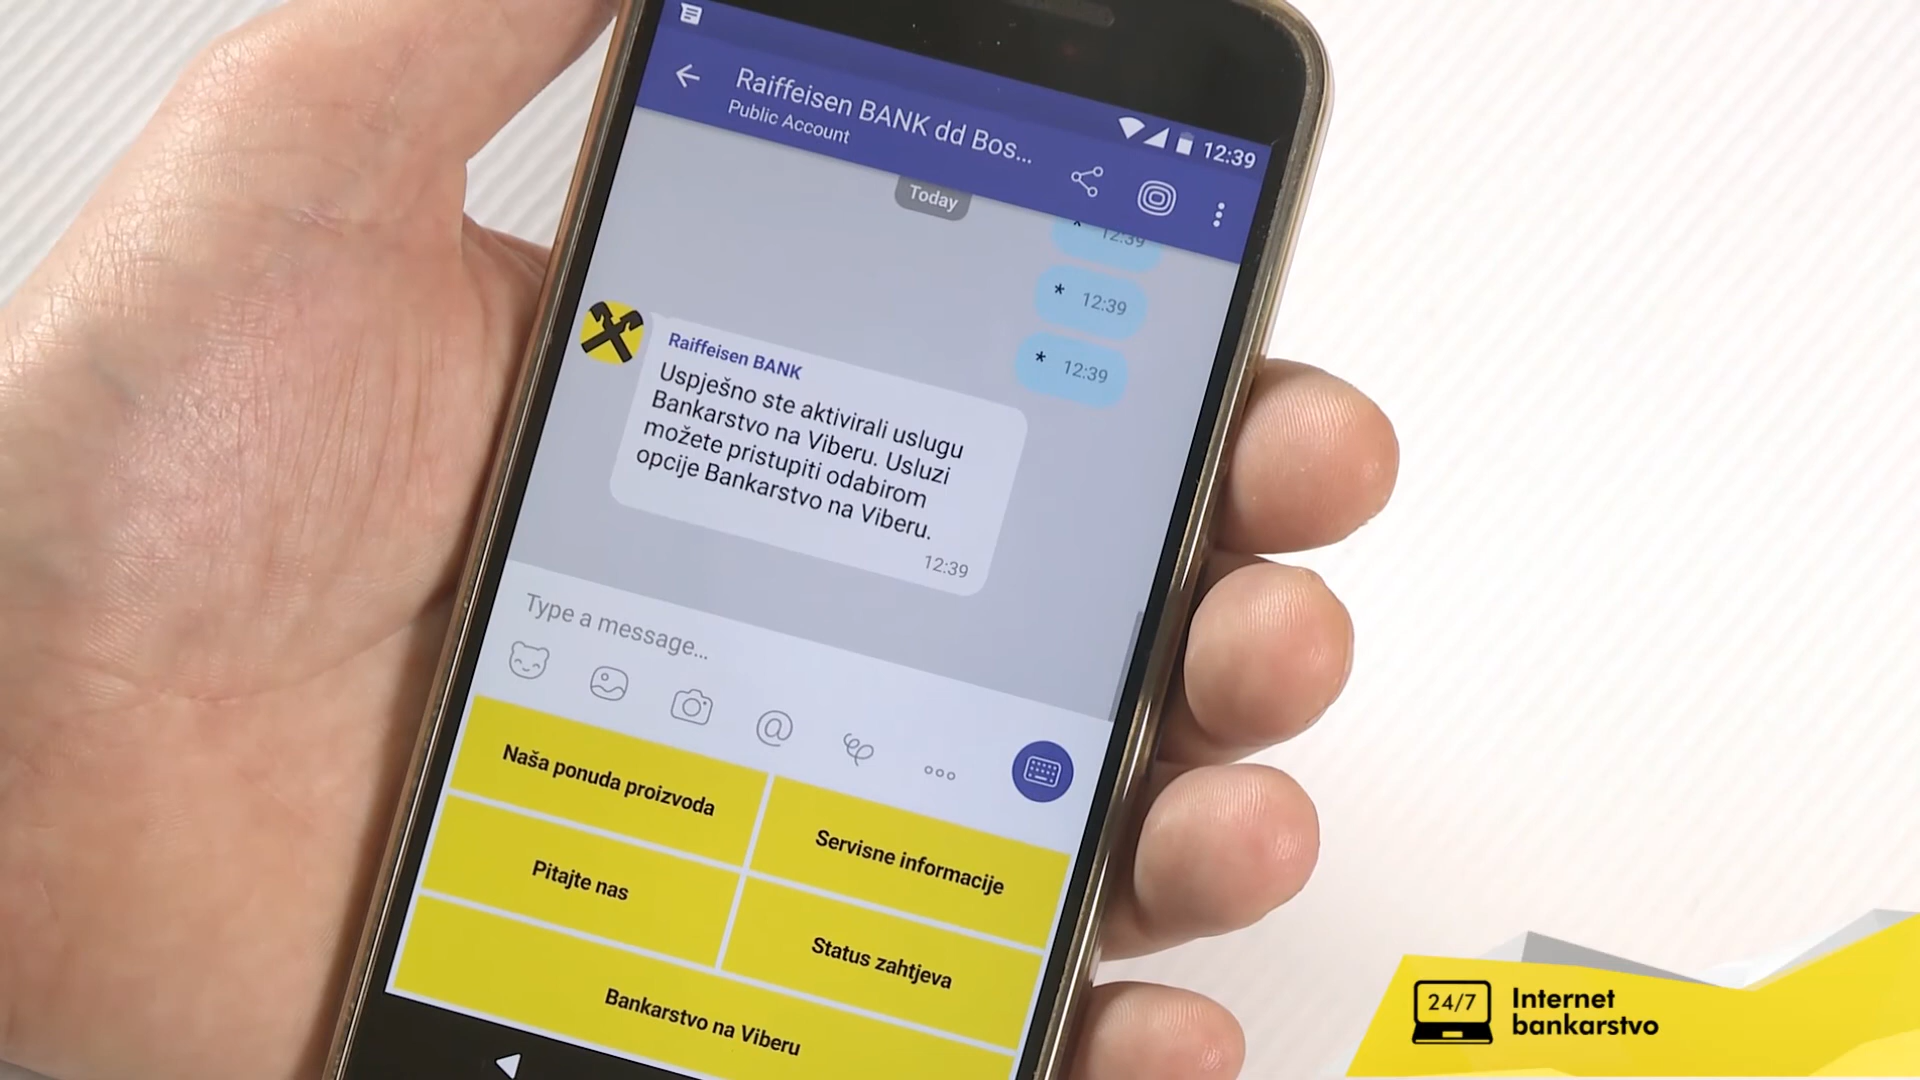 12:39
Raiffeisen BANK dd Bos...
Public Account
Today
* 12:39
* 12:39
* 12:39
Raiffeisen BANK
Uspješno ste aktivirali uslugu
Bankarstvo na Viberu. Usluzi
možete pristupiti odabirom
opcije Bankarstvo na Viberu.
12:39
Type a message...
Naša ponuda proizvoda
Servisne informacije
Pitajte nas
Status zahtjeva
Bankarstvo na Viberu
24/7
Internet
bankarstvo